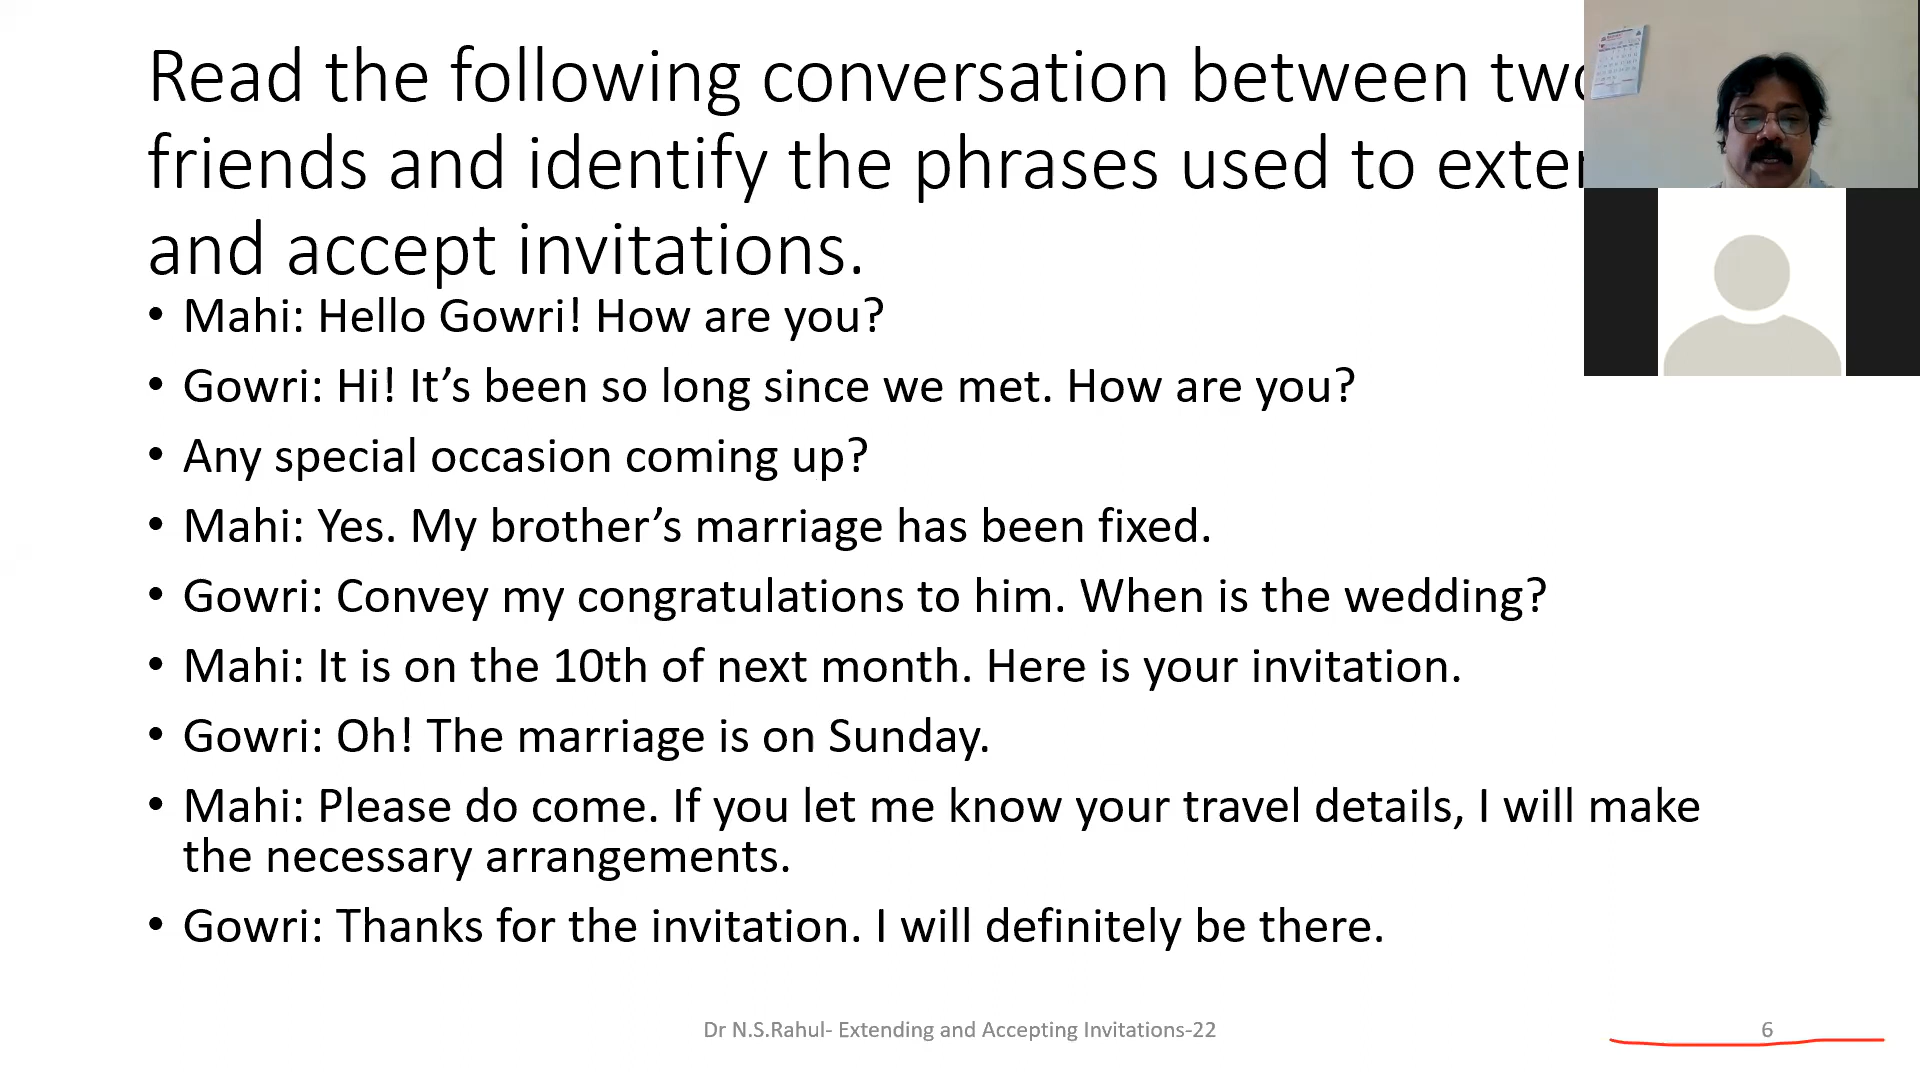 Read the following conversation between two
friends and identify the phrases used to exte
and accept invitations.
• Mahi: Hello Gowri! How are you?
• Gowri: Hi! It’s been so long since we met. How are you?
• Any special occasion coming up?
• Mahi: Yes. My brother’s marriage has been fixed.
• Gowri: Convey my congratulations to him. When is the wedding?
• Mahi: It is on the 10th of next month. Here is your invitation.
• Gowri: Oh! The marriage is on Sunday.
• Mahi: Please do come. If you let me know your travel details, I will make
the necessary arrangements.
• Gowri: Thanks for the invitation. I will definitely be there.
Dr N.S.Rahul- Extending and Accepting Invitations-22
6